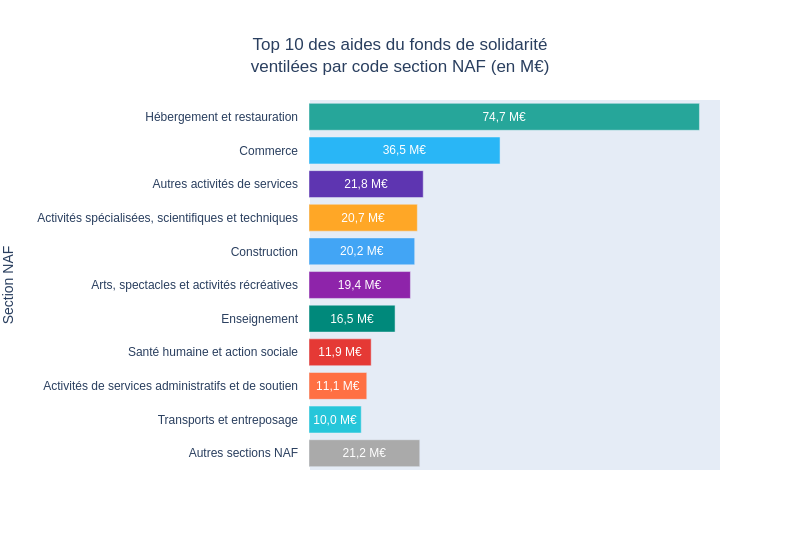 Top 10 des aides du fonds de solidarité
ventilées par code section NAF (en M€)
Section NAF
Hébergement et restauration 74,7 M€
Commerce 36,5 M€
Autres activités de services 21,8 M€
Activités spécialisées, scientifiques et techniques 20,7 M€
Construction 20,2 M€
Arts, spectacles et activités récréatives 19,4 M€
Enseignement 16,5 M€
Santé humaine et action sociale 11,9 M€
Activités de services administratifs et de soutien 11,1 M€
Transports et entreposage 10,0 M€
Autres sections NAF 21,2 M€